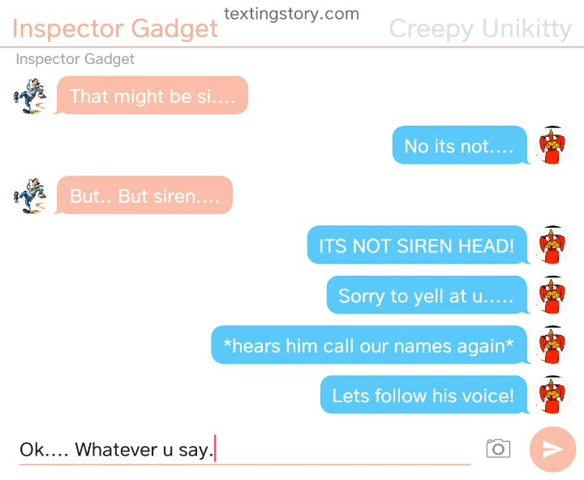 textingstory.com
Inspector Gadget
Creepy Unikitty
Inspector Gadget
That might be si....
No its not....
But.. But siren....
ITS NOT SIREN HEAD!
Sorry to yell at u.....
*hears him call our names again*
Lets follow his voice!
Ok.... Whatever u say.